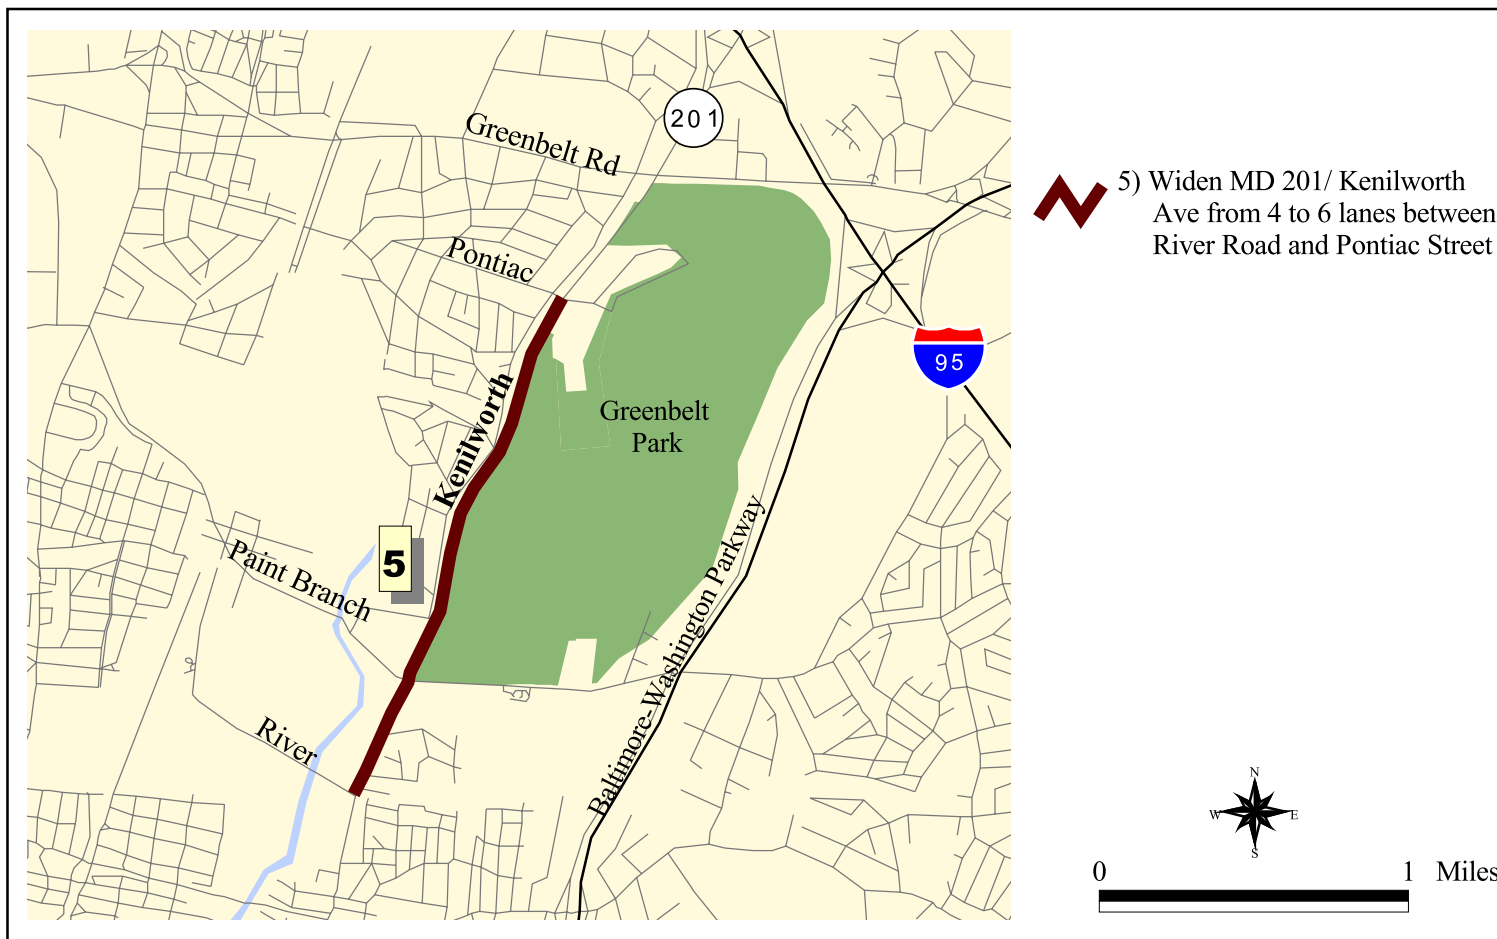 201
Greenbelt Rd
Pontiac
Kenilworth
Greenbelt
Park
95
5
Paint Branch
River
Baltimore-Washington Parkway
5) Widen MD 201/ Kenilworth
Ave from 4 to 6 lanes between
River Road and Pontiac Street
N
W E
S
0 1 Miles